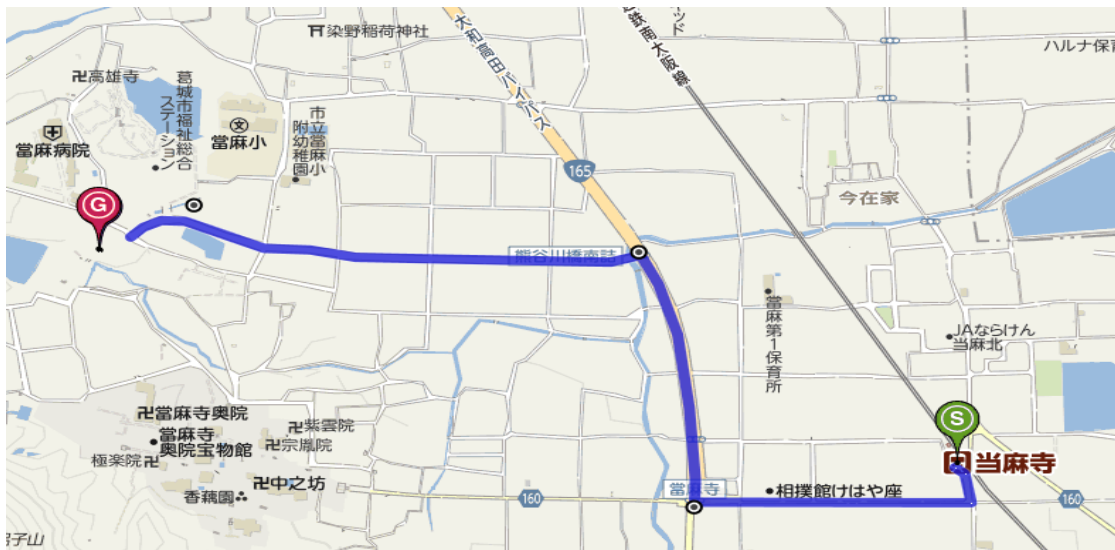 染野稲荷神社
大和高田バイパス
近鉄南大阪線
ハルナ保育
高雄寺
葛城市福祉総合
ステーション
當麻小
市立當麻小
附幼稚園
當麻病院
165
今在家
G
熊谷川橋南詰
當麻第1保育所
JAならけん
当麻北
當麻寺奥院
當麻寺
奥院宝物館
紫雲院
宗胤院
極楽院
中之坊
香藕園
160
當麻寺
相撲館けはや座
S
当麻寺
160